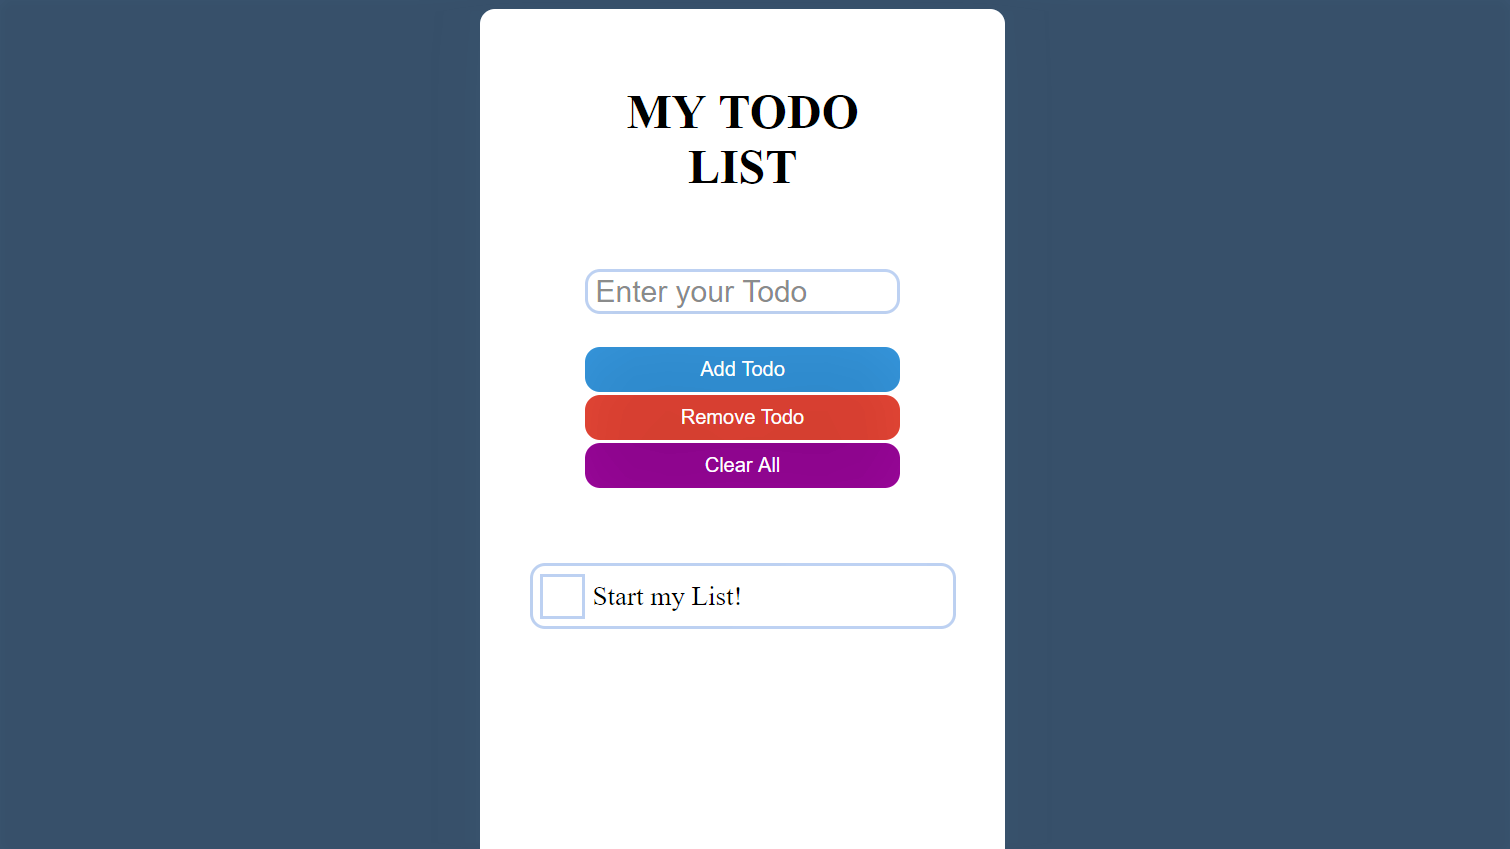 MY TODO
LIST
Enter your Todo
Add Todo
Remove Todo
Clear All
Start my List!